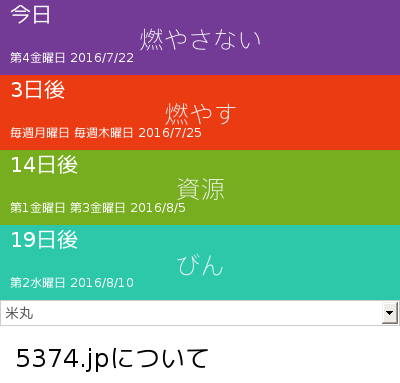 今日
燃やさない
第4金曜日 2016/7/22
3日後
燃やす
毎週月曜日 毎週木曜日 2016/7/25
14日後
資源
第1金曜日 第3金曜日 2016/8/5
19日後
びん
第2水曜日 2016/8/10
米丸
5374.jpについて